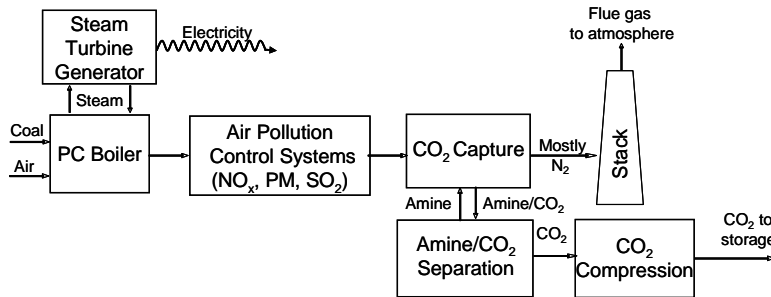 Steam
Turbine
Generator
Electricity
Flue gas
to atmosphere
Steam
Coal
Air
PC Boiler
Air Pollution
Control Systems
(NOₓ, PM, SO₂)
CO₂ Capture
Mostly
N₂
Stack
Amine
Amine/CO₂
Amine/CO₂
Separation
CO₂
CO₂
Compression
CO₂ to
storage